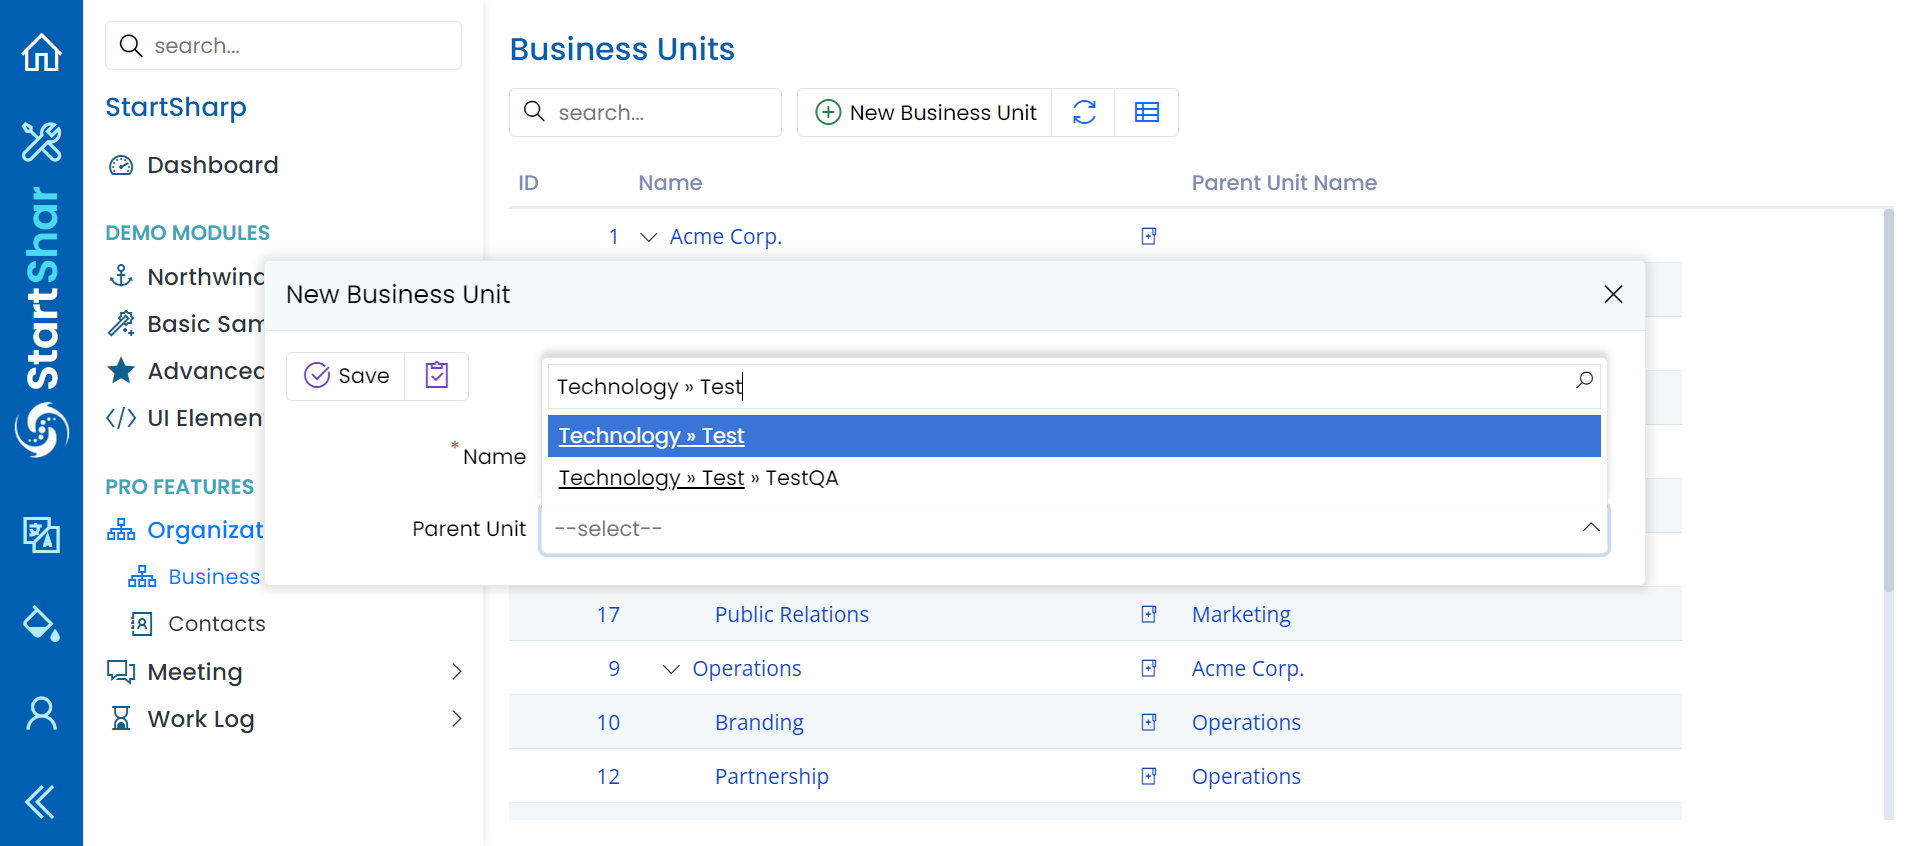 StartShar
search...
StartSharp
Dashboard
DEMO MODULES
Northwind
Basic Sam
Advanced
UI Elemen
PRO FEATURES
Organizat
Business
Contacts
Meeting
Work Log
Business Units
search...
New Business Unit
ID Name Parent Unit Name
1 Acme Corp.
New Business Unit
Save
Technology » Test
Technology » Test
Technology » Test » TestQA
* Name
Parent Unit --select--
17 Public Relations Marketing
9 Operations Acme Corp.
10 Branding Operations
12 Partnership Operations